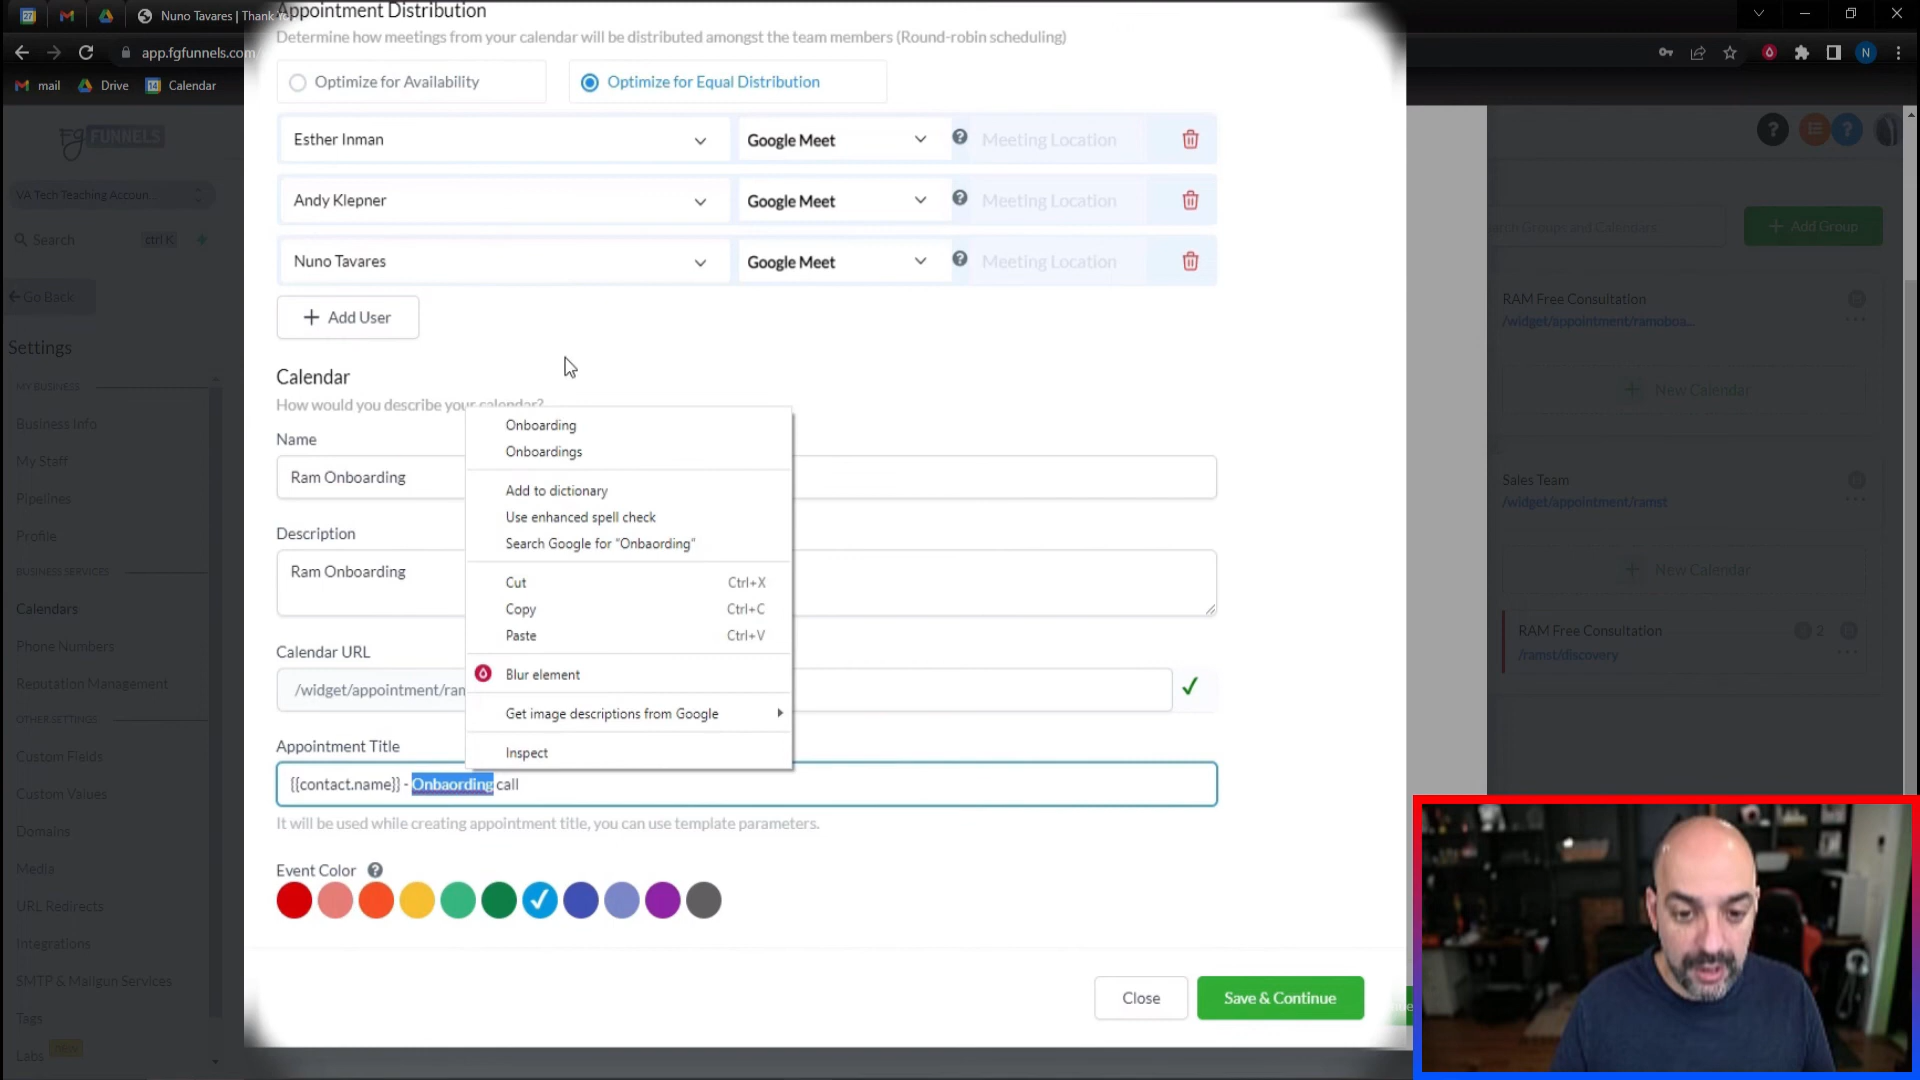 Nuno Tavares | Thank Yo
app.fgfunnels.com/
mail
Drive
Calendar
FG FUNNELS
VA Tech Teaching Accoun..
Search
ctrl K
Go Back
Settings
MY BUSINESS
Business Info
My Staff
Pipelines
Profile
BUSINESS SERVICES
Calendars
Phone Numbers
Reputation Management
OTHER SETTINGS
Custom Fields
Custom Values
Domains
Media
URL Redirects
Integrations
SMTP & Mailgun Services
Tags
Labs
new
Appointment Distribution
Determine how meetings from your calendar will be distributed amongst the team members (Round-robin scheduling)
Optimize for Availability
Optimize for Equal Distribution
Esther Inman
Google Meet
Meeting Location
Andy Klepner
Google Meet
Meeting Location
Nuno Tavares
Google Meet
Meeting Location
+ Add User
Calendar
How would you describe your calendar?
Name
Ram Onboarding
Description
Ram Onboarding
Calendar URL
/widget/appointment/ram
Appointment Title
{{contact.name}} - Onbaording call
It will be used while creating appointment title, you can use template parameters.
Event Color
Close
Save & Continue
Onboarding
Onboardings
Add to dictionary
Use enhanced spell check
Search Google for “Onbaording”
Cut Ctrl+X
Copy Ctrl+C
Paste Ctrl+V
Blur element
Get image descriptions from Google
Inspect
Search Groups and Calendars
+ Add Group
RAM Free Consultation
/widget/appointment/ramoboa...
+ New Calendar
Sales Team
/widget/appointment/ramst
+ New Calendar
RAM Free Consultation
2
/ramst/discovery